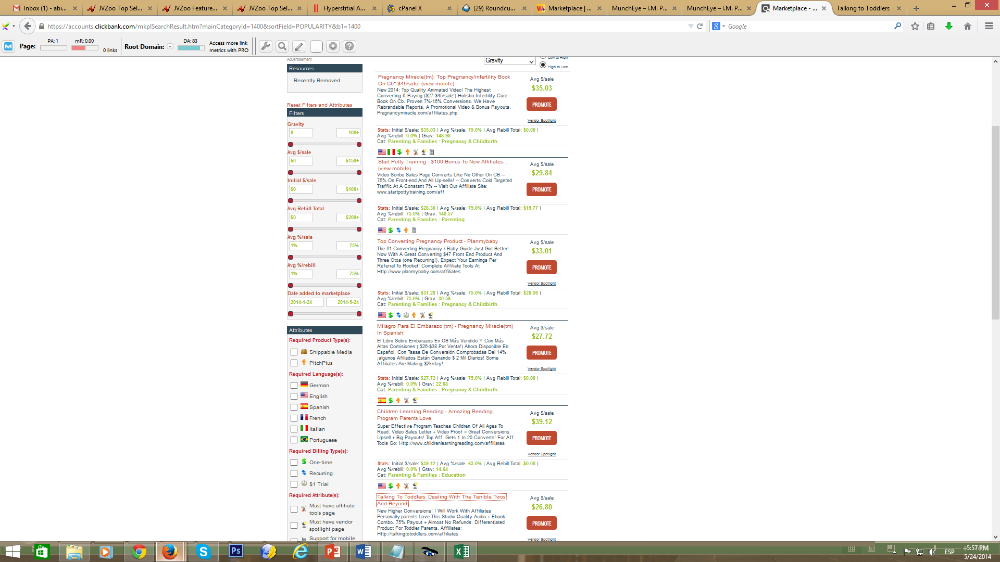 Inbox (1) - abi...
JVZoo Top Sel...
JVZoo Feature...
JVZoo Top Sel...
Hyperstitial A...
cPanel X
(29) Roundcu...
Marketplace | ...
MunchEye – I.M. P...
MunchEye – I.M. P...
Marketplace - ...
Talking to Toddlers
https://accounts.clickbank.com/mkplSearchResult.htm?mainCategoryId=1400&sortField=POPULARITY&b1=1400
Google
Page:
PA: 1
mR: 0.00
0 links
Root Domain:
DA: 83
Access more link
metrics with PRO
Advertisement
Resources
Recently Removed
Reset Filters and Attributes
Filters
Gravity
0 100+
Avg $/sale
$0 $150+
Initial $/sale
$0 $100+
Avg Rebill Total
$0 $200+
Avg %/sale
1% 75%
Avg %/rebill
1% 75%
Date added to marketplace
2014-1-24 2014-5-24
Attributes
Required Product Type(s):
Shippable Media
PitchPlus
Required Language(s):
German
English
Spanish
French
Italian
Portuguese
Required Billing Type(s):
One-time
Recurring
$1 Trial
Required Attribute(s):
Must have affiliate
tools page
Must have vendor
spotlight page
Support for mobile
Gravity
Low to High
High to Low
Pregnancy Miracle(tm): Top Pregnancy/infertility Book
On Cb* $45/sale! (view mobile)
New 2014: Top Quality Animated Video! The Highest
Converting & Paying ($27-$45/sale!) Holistic Infertility Cure
Book On Cb. Proven 7%-16% Conversions. We Have
Rebrandable Reports, A Promotional Video & Bonus Payouts.
Pregnancymiracle.com/affiliates.php
Avg $/sale
$35.03
PROMOTE
Vendor Spotlight
Stats: Initial $/sale: $35.03 | Avg %/sale: 75.0% | Avg Rebill Total: $0.00 |
Avg %/rebill: 0.0% | Grav: 148.98
Cat: Parenting & Families : Pregnancy & Childbirth
Start Potty Training : $100 Bonus To New Affiliates...
(view mobile)
Video Scribe Sales Page Converts Like No Other On CB --
75% On Front-end And All Up-sells! -- Converts Cold Targeted
Traffic At A Constant 7% -- Visit Our Affiliate Site:
www.startpottytraining.com/aff
Avg $/sale
$29.84
PROMOTE
Stats: Initial $/sale: $28.30 | Avg %/sale: 75.0% | Avg Rebill Total: $19.77 |
Avg %/rebill: 75.0% | Grav: 140.57
Cat: Parenting & Families : Parenting
Top Converting Pregnancy Product - Planmybaby
The #1 Converting Pregnancy / Baby Guide Just Got Better!
Now With A Great Converting $47 Front End Product And
Three Otos (one Recurring!), Expect Your Earnings Per
Referral To Rocket! Complete Affiliate Tools At
Http://www.planmybaby.com/affiliates
Avg $/sale
$33.01
PROMOTE
Vendor Spotlight
Stats: Initial $/sale: $31.28 | Avg %/sale: 75.0% | Avg Rebill Total: $28.56 |
Avg %/rebill: 75.0% | Grav: 30.59
Cat: Parenting & Families : Pregnancy & Childbirth
Milagro Para El Embarazo (tm) - Pregnancy Miracle(tm)
In Spanish!
El Libro Sobre Embarazos En CB Más Vendido Y Con Más
Altas Comisiones (¡$26-$38 Por Venta!) Ahora Disponible En
Español. Con Tasas De Conversión Comprobadas Del 14%.
¡algunos Afiliados Están Ganando $ 2 Mil Diarios! Some
Affiliates Are Making $2k/day!
Avg $/sale
$27.72
PROMOTE
Vendor Spotlight
Stats: Initial $/sale: $27.72 | Avg %/sale: 75.0% | Avg Rebill Total: $0.00 |
Avg %/rebill: 0.0% | Grav: 22.68
Cat: Parenting & Families : Pregnancy & Childbirth
Children Learning Reading - Amazing Reading
Program Parents Love
Super Effective Program Teaches Children Of All Ages To
Read. Video Sales Letter + Video Proof = Great Conversions.
Upsell + Big Payouts! Top Aff. Gets 1 In 20 Converts! For Aff
Tools Go: Http://www.childrenlearningreading.com/affiliates
Avg $/sale
$39.12
PROMOTE
Vendor Spotlight
Stats: Initial $/sale: $39.12 | Avg %/sale: 63.0% | Avg Rebill Total: $0.00 |
Avg %/rebill: 0.0% | Grav: 14.64
Cat: Parenting & Families : Education
Talking To Toddlers: Dealing With The Terrible Twos
And Beyond
New Higher Conversions! I Will Work With Affiliates
Personally.parents Love This Studio Quality Audio + Ebook
Combo. 75% Payout + Almost No Refunds. Differentiated
Product For Toddler Parents. Affiliates:
Http://talkingtotoddlers.com/affiliates
Avg $/sale
$26.80
PROMOTE
Vendor Spotlight
ESP
5:57 PM
5/24/2014